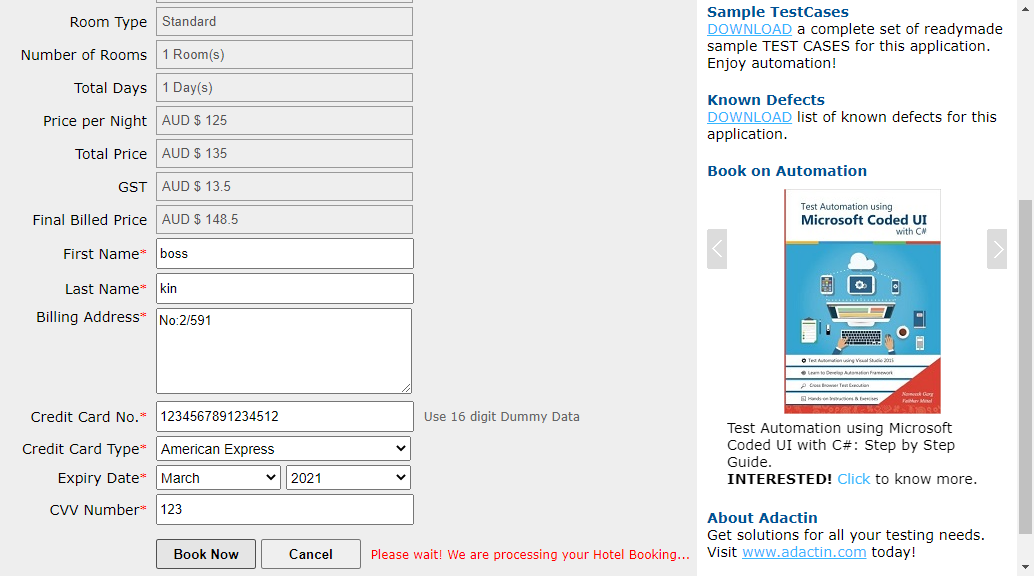 Room Type Standard
Number of Rooms 1 Room(s)
Total Days 1 Day(s)
Price per Night AUD $ 125
Total Price AUD $ 135
GST AUD $ 13.5
Final Billed Price AUD $ 148.5
First Name* boss
Last Name* kin
Billing Address* No:2/591
Credit Card No.* 1234567891234512 Use 16 digit Dummy Data
Credit Card Type* American Express
Expiry Date* March 2021
CVV Number* 123
Book Now Cancel Please wait! We are processing your Hotel Booking...
Sample TestCases
DOWNLOAD a complete set of readymade
sample TEST CASES for this application.
Enjoy automation!
Known Defects
DOWNLOAD list of known defects for this
application.
Book on Automation
Test Automation using
Microsoft Coded UI
with C#
Test Automation using Visual Studio 2015
Learn to Develop Automation Framework
Cross Browser Test Execution
Hands on Instructions & Exercises
Navneesh Garg
Vaibhav Mittal
Test Automation using Microsoft
Coded UI with C#: Step by Step
Guide.
INTERESTED! Click to know more.
About Adactin
Get solutions for all your testing needs.
Visit www.adactin.com today!